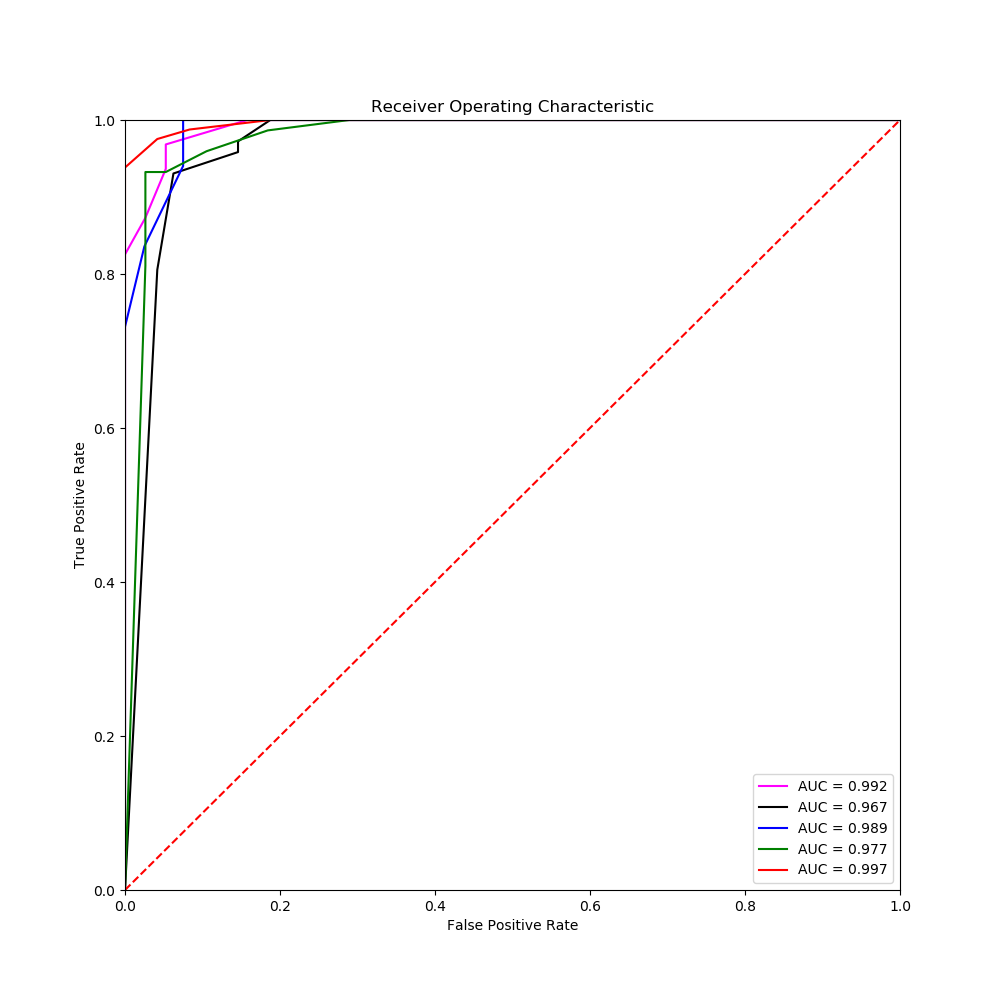 Receiver Operating Characteristic
1.0
0.8
0.6
0.4
0.2
0.0
True Positive Rate
AUC = 0.992
AUC = 0.967
AUC = 0.989
AUC = 0.977
AUC = 0.997
0.0 0.2 0.4 0.6 0.8 1.0
False Positive Rate